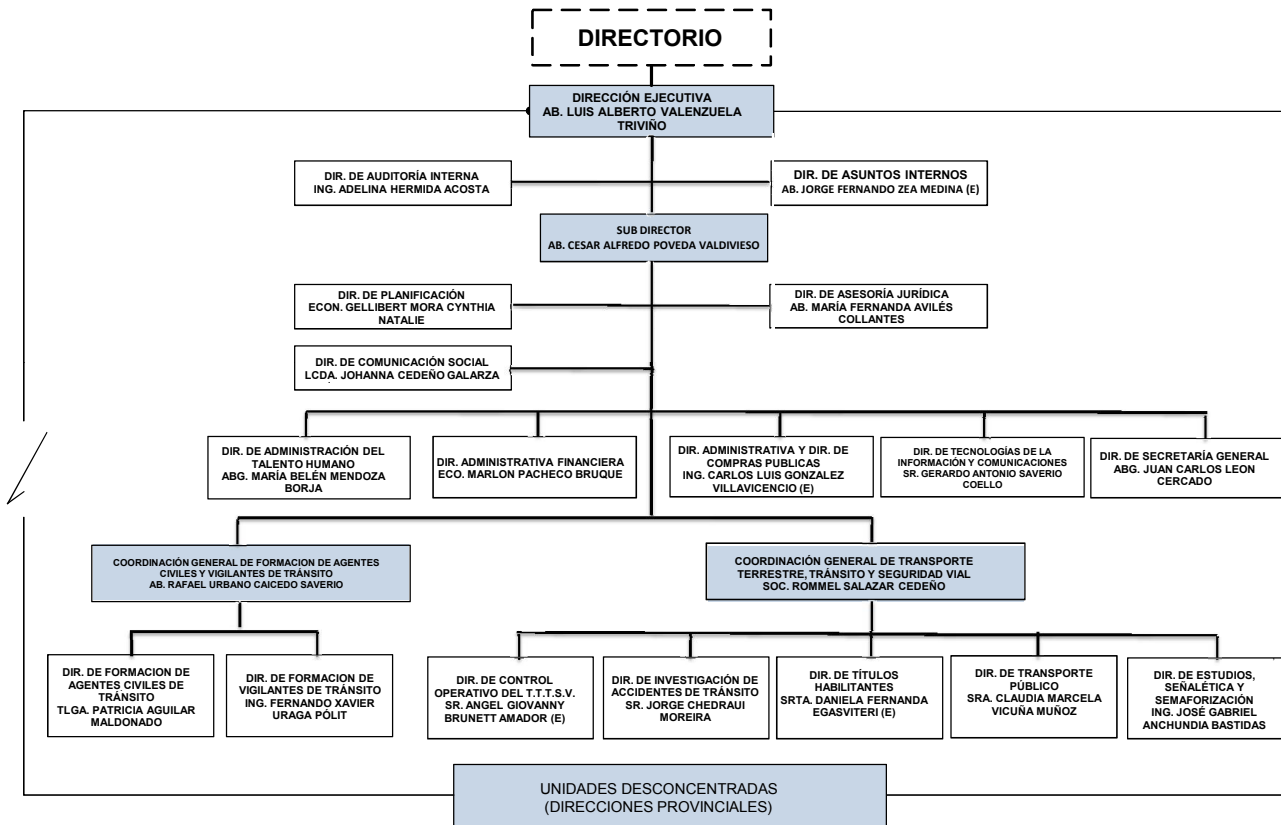 DIRECTORIO
DIRECCIÓN EJECUTIVA
AB. LUIS ALBERTO VALENZUELA
TRIVIÑO
DIR. DE AUDITORÍA INTERNA
ING. ADELINA HERMIDA ACOSTA
DIR. DE ASUNTOS INTERNOS
AB. JORGE FERNANDO ZEA MEDINA (E)
SUB DIRECTOR
AB. CESAR ALFREDO POVEDA VALDIVIESO
DIR. DE PLANIFICACIÓN
ECON. GELLIBERT MORA CYNTHIA
NATALIE
DIR. DE ASESORÍA JURÍDICA
AB. MARÍA FERNANDA AVILÉS
COLLANTES
DIR. DE COMUNICACIÓN SOCIAL
LCDA. JOHANNA CEDEÑO GALARZA
DIR. DE ADMINISTRACIÓN DEL
TALENTO HUMANO
ABG. MARÍA BELÉN MENDOZA
BORJA
DIR. ADMINISTRATIVA FINANCIERA
ECO. MARLON PACHECO BRUQUE
DIR. ADMINISTRATIVA Y DIR. DE
COMPRAS PUBLICAS
ING. CARLOS LUIS GONZALEZ
VILLAVICENCIO (E)
DIR. DE TECNOLOGÍAS DE LA
INFORMACIÓN Y COMUNICACIONES
SR. GERARDO ANTONIO SAVERIO
COELLO
DIR. DE SECRETARÍA GENERAL
ABG. JUAN CARLOS LEON
CERCADO
COORDINACIÓN GENERAL DE FORMACION DE AGENTES
CIVILES Y VIGILANTES DE TRÁNSITO
AB. RAFAEL URBANO CAICEDO SAVERIO
COORDINACIÓN GENERAL DE TRANSPORTE
TERRESTRE, TRÁNSITO Y SEGURIDAD VIAL
SOC. ROMMEL SALAZAR CEDEÑO
DIR. DE FORMACION DE
AGENTES CIVILES DE
TRÁNSITO
TLGA. PATRICIA AGUILAR
MALDONADO
DIR. DE FORMACION DE
VIGILANTES DE TRÁNSITO
ING. FERNANDO XAVIER
URAGA PÓLIT
DIR. DE CONTROL
OPERATIVO DEL T.T.T.S.V.
SR. ANGEL GIOVANNY
BRUNETT AMADOR (E)
DIR. DE INVESTIGACIÓN DE
ACCIDENTES DE TRÁNSITO
SR. JORGE CHEDRAUI
MOREIRA
DIR. DE TÍTULOS
HABILITANTES
SRTA. DANIELA FERNANDA
EGASVITERI (E)
DIR. DE TRANSPORTE
PÚBLICO
SRA. CLAUDIA MARCELA
VICUÑA MUÑOZ
DIR. DE ESTUDIOS,
SEÑALÉTICA Y
SEMAFORIZACIÓN
ING. JOSÉ GABRIEL
ANCHUNDIA BASTIDAS
UNIDADES DESCONCENTRADAS
(DIRECCIONES PROVINCIALES)